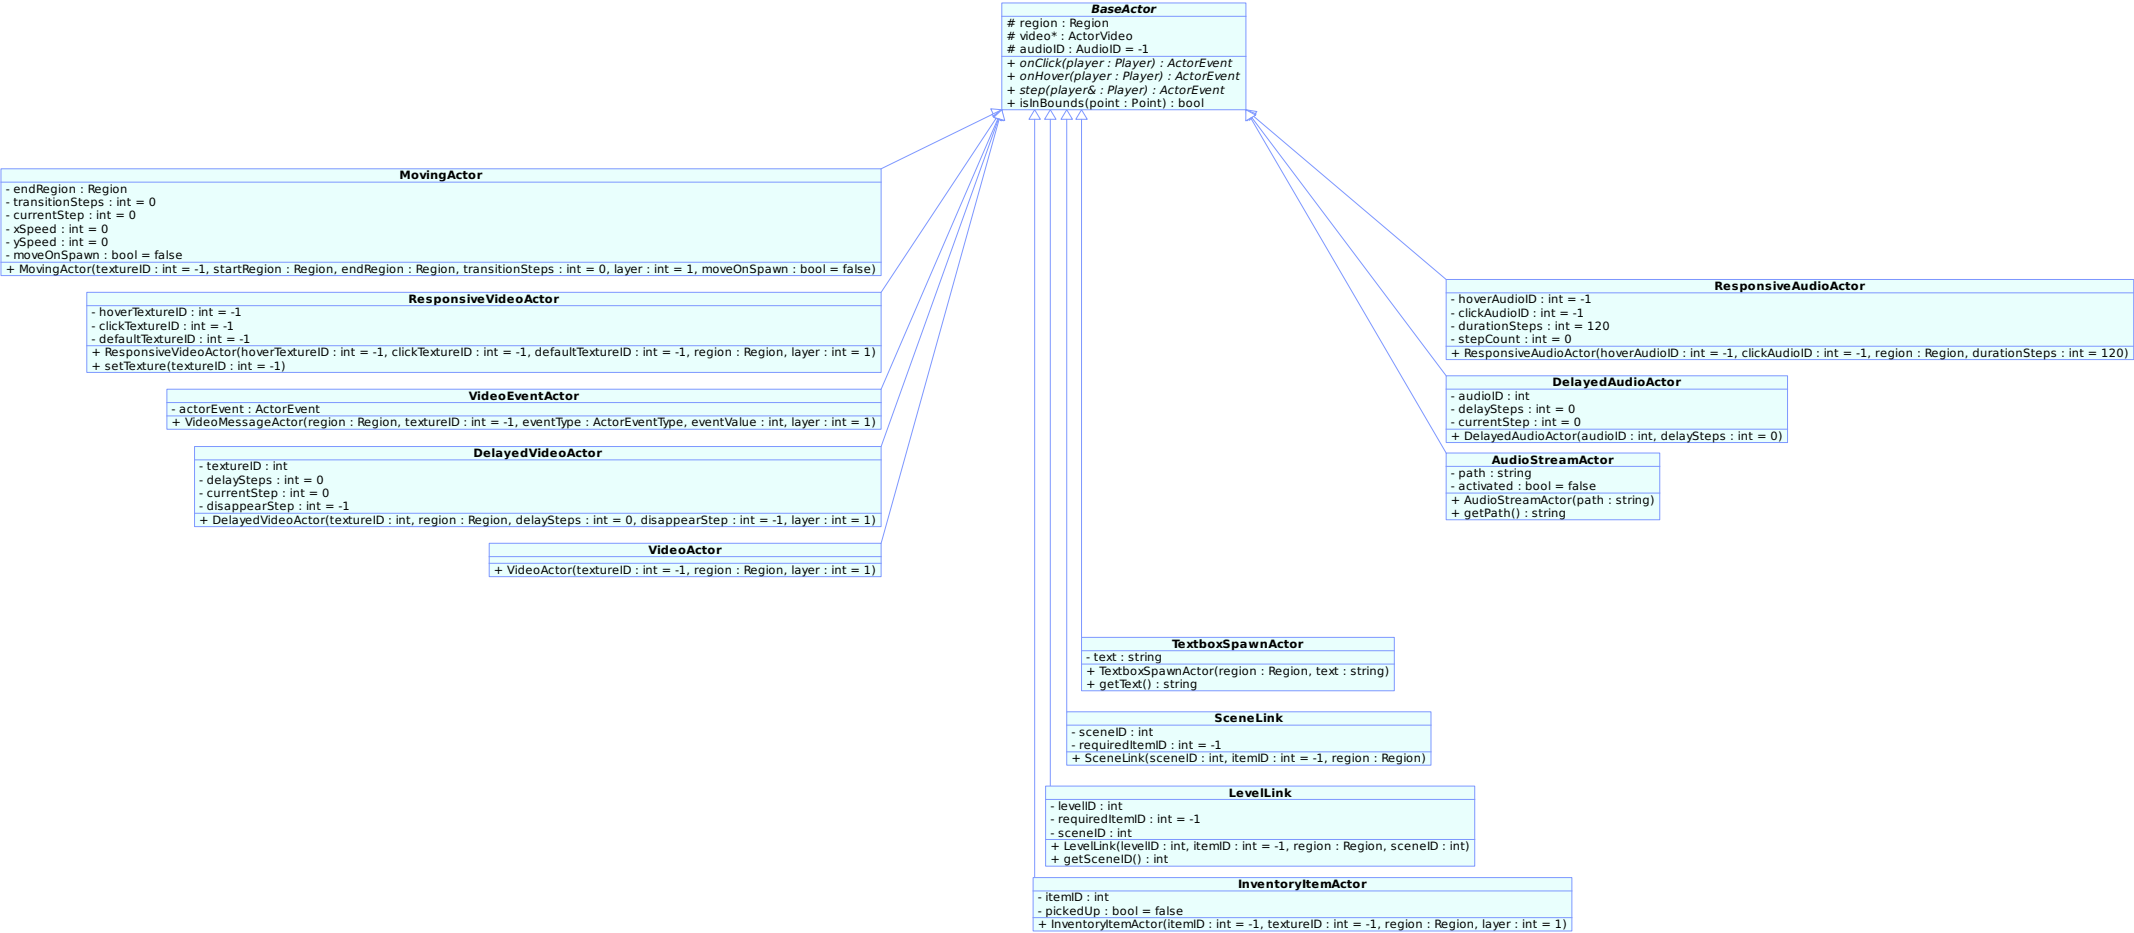 BaseActor
# region : Region
# video* : ActorVideo
# audioID : AudioID = -1
+ onClick(player : Player) : ActorEvent
+ onHover(player : Player) : ActorEvent
+ step(player& : Player) : ActorEvent
+ isInBounds(point : Point) : bool
MovingActor
- endRegion : Region
- transitionSteps : int = 0
- currentStep : int = 0
- xSpeed : int = 0
- ySpeed : int = 0
- moveOnSpawn : bool = false
+ MovingActor(textureID : int = -1, startRegion : Region, endRegion : Region, transitionSteps : int = 0, layer : int = 1, moveOnSpawn : bool = false)
ResponsiveVideoActor
- hoverTextureID : int = -1
- clickTextureID : int = -1
- defaultTextureID : int = -1
+ ResponsiveVideoActor(hoverTextureID : int = -1, clickTextureID : int = -1, defaultTextureID : int = -1, region : Region, layer : int = 1)
+ setTexture(textureID : int = -1)
VideoEventActor
- actorEvent : ActorEvent
+ VideoMessageActor(region : Region, textureID : int = -1, eventType : ActorEventType, eventValue : int, layer : int = 1)
DelayedVideoActor
- textureID : int
- delaySteps : int = 0
- currentStep : int = 0
- disappearStep : int = -1
+ DelayedVideoActor(textureID : int, region : Region, delaySteps : int = 0, disappearStep : int = -1, layer : int = 1)
VideoActor
+ VideoActor(textureID : int = -1, region : Region, layer : int = 1)
ResponsiveAudioActor
- hoverAudioID : int = -1
- clickAudioID : int = -1
- durationSteps : int = 120
- stepCount : int = 0
+ ResponsiveAudioActor(hoverAudioID : int = -1, clickAudioID : int = -1, region : Region, durationSteps : int = 120)
DelayedAudioActor
- audioID : int
- delaySteps : int = 0
- currentStep : int = 0
+ DelayedAudioActor(audioID : int, delaySteps : int = 0)
AudioStreamActor
- path : string
- activated : bool = false
+ AudioStreamActor(path : string)
+ getPath() : string
TextboxSpawnActor
- text : string
+ TextboxSpawnActor(region : Region, text : string)
+ getText() : string
SceneLink
- sceneID : int
- requiredItemID : int = -1
+ SceneLink(sceneID : int, itemID : int = -1, region : Region)
LevelLink
- levelID : int
- requiredItemID : int = -1
- sceneID : int
+ LevelLink(levelID : int, itemID : int = -1, region : Region, sceneID : int)
+ getSceneID() : int
InventoryItemActor
- itemID : int
- pickedUp : bool = false
+ InventoryItemActor(itemID : int = -1, textureID : int = -1, region : Region, layer : int = 1)